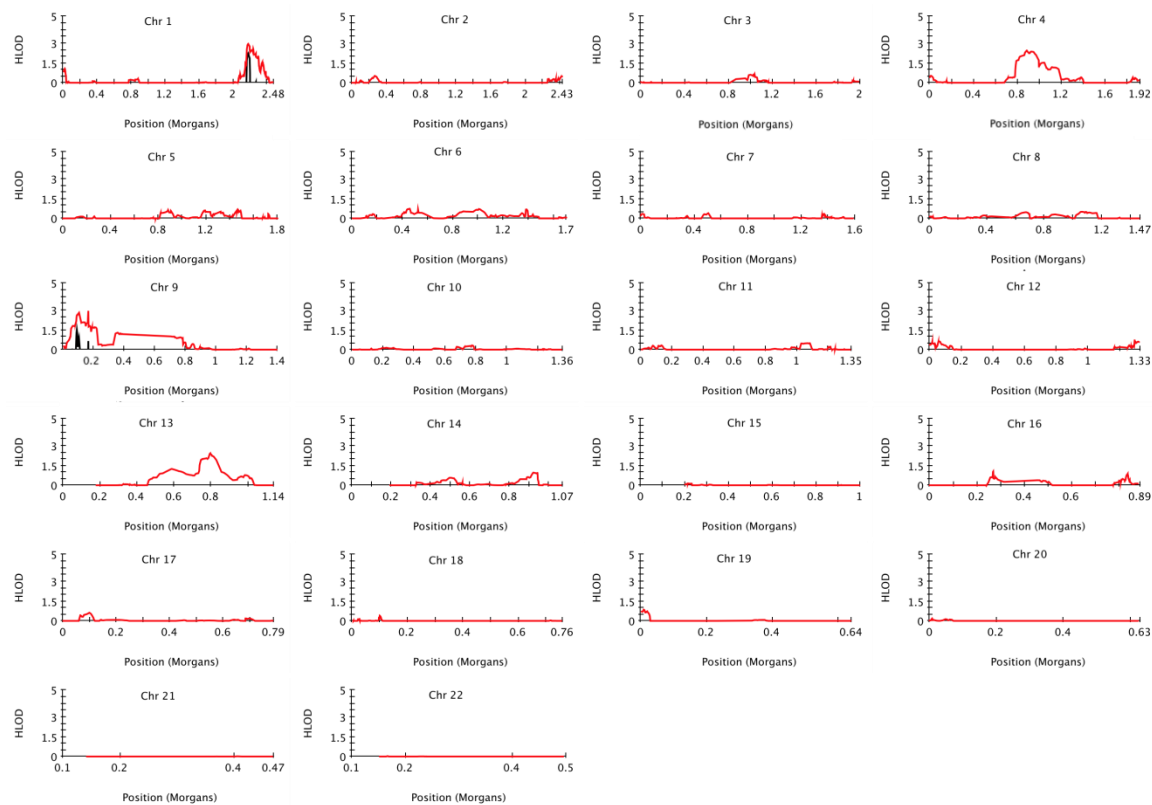 Chr 1
HLOD
5
3
1.5
0
0 0.4 0.8 1.2 1.6 2 2.48
Position (Morgans)
Chr 2
HLOD
5
3
1.5
0
0 0.4 0.8 1.2 1.6 2 2.43
Position (Morgans)
Chr 3
HLOD
5
3
1.5
0
0 0.4 0.8 1.2 1.6 2
Position (Morgans)
Chr 4
HLOD
5
3
1.5
0
0 0.4 0.8 1.2 1.6 1.92
Position (Morgans)
Chr 5
HLOD
5
3
1.5
0
0 0.4 0.8 1.2 1.8
Position (Morgans)
Chr 6
HLOD
5
3
1.5
0
0 0.4 0.8 1.2 1.7
Position (Morgans)
Chr 7
HLOD
5
3
1.5
0
0 0.4 0.8 1.2 1.6
Position (Morgans)
Chr 8
HLOD
5
3
1.5
0
0 0.4 0.8 1.2 1.47
Position (Morgans)
Chr 9
HLOD
5
3
1.5
0
0.2 0.4 0.6 0.8 1 1.4
Position (Morgans)
Chr 10
HLOD
5
3
1.5
0
0 0.2 0.4 0.6 0.8 1 1.36
Position (Morgans)
Chr 11
HLOD
5
3
1.5
0
0 0.2 0.4 0.6 0.8 1 1.35
Position (Morgans)
Chr 12
HLOD
5
3
1.5
0
0 0.2 0.4 0.6 0.8 1 1.33
Position (Morgans)
Chr 13
HLOD
5
3
1.5
0
0 0.2 0.4 0.6 0.8 1.14
Position (Morgans)
Chr 14
HLOD
5
3
1.5
0
0 0.2 0.4 0.6 0.8 1.07
Position (Morgans)
Chr 15
HLOD
5
3
1.5
0
0 0.2 0.4 0.6 0.8 1
Position (Morgans)
Chr 16
HLOD
5
3
1.5
0
0 0.2 0.4 0.6 0.89
Position (Morgans)
Chr 17
HLOD
5
3
1.5
0
0 0.2 0.4 0.6 0.79
Position (Morgans)
Chr 18
HLOD
5
3
1.5
0
0 0.2 0.4 0.6 0.76
Position (Morgans)
Chr 19
HLOD
5
3
1.5
0
0 0.2 0.4 0.64
Position (Morgans)
Chr 20
HLOD
5
3
1.5
0
0 0.2 0.4 0.63
Position (Morgans)
Chr 21
HLOD
5
3
1.5
0
0.1 0.2 0.4 0.47
Position (Morgans)
Chr 22
HLOD
5
3
1.5
0
0.1 0.2 0.4 0.5
Position (Morgans)